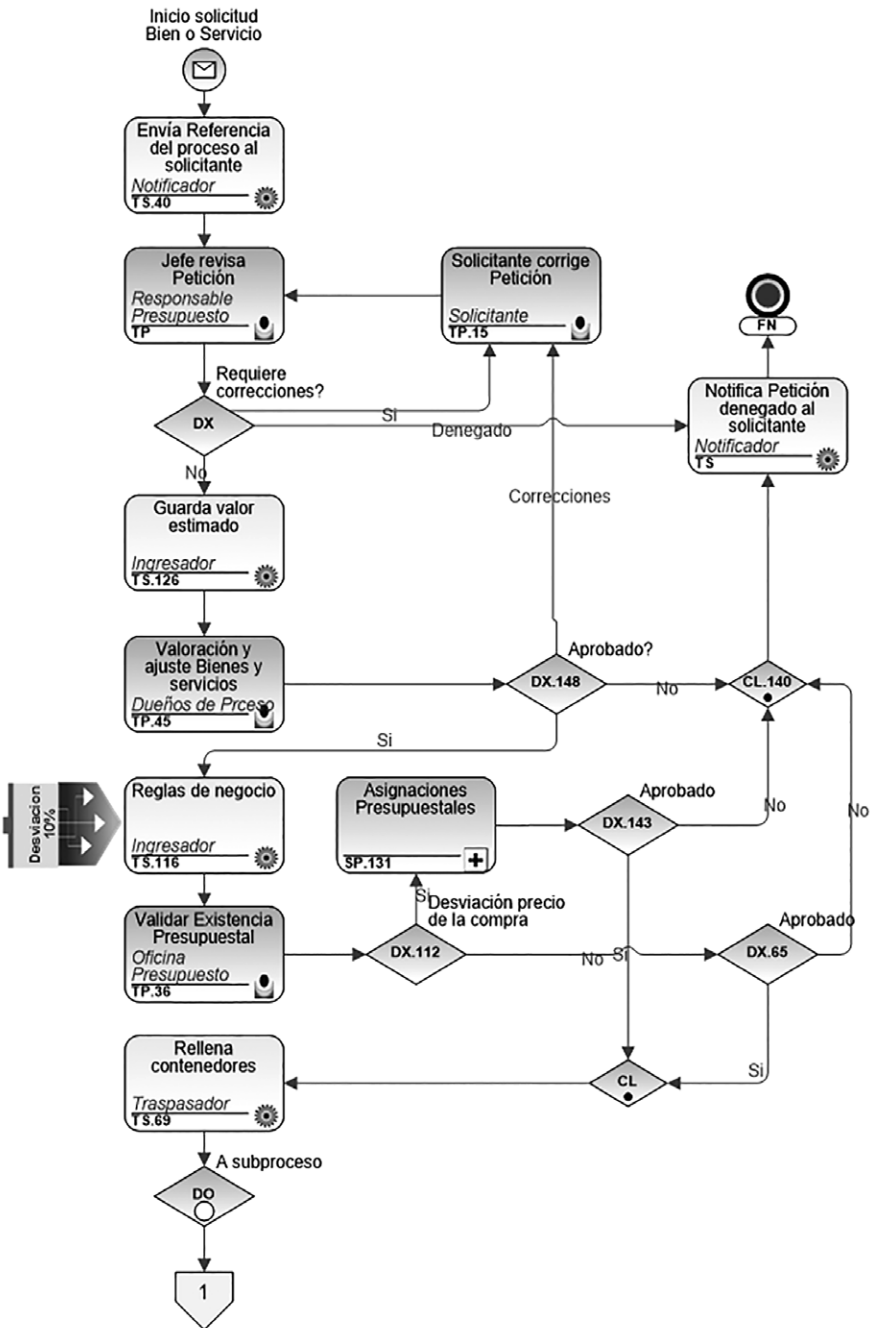 Inicio solicitud
Bien o Servicio
Envía Referencia
del proceso al
solicitante
Notificador
TS.40
Jefe revisa
Petición
Responsable
Presupuesto
TP
Solicitante corrige
Petición
Solicitante
TP.15
FN
Requiere
correcciones?
DX
Si
Denegado
No
Notifica Petición
denegado al
solicitante
Notificador
TS
Guarda valor
estimado
Ingresador
TS.126
Correcciones
Valoración y
ajuste Bienes y
servicios
Dueños de Prceso
TP.45
Aprobado?
DX.148
No
CL.140
Si
Desviacion
10%
Reglas de negocio
Ingresador
TS.116
Asignaciones
Presupuestales
SP.131
Aprobado
DX.143
No
No
Validar Existencia
Presupuestal
Oficina
Presupuesto
TP.36
Si
Desviación precio
de la compra
DX.112
No
Si
Aprobado
DX.65
Si
Rellena
contenedores
Traspasador
TS.69
CL
A subproceso
DO
1